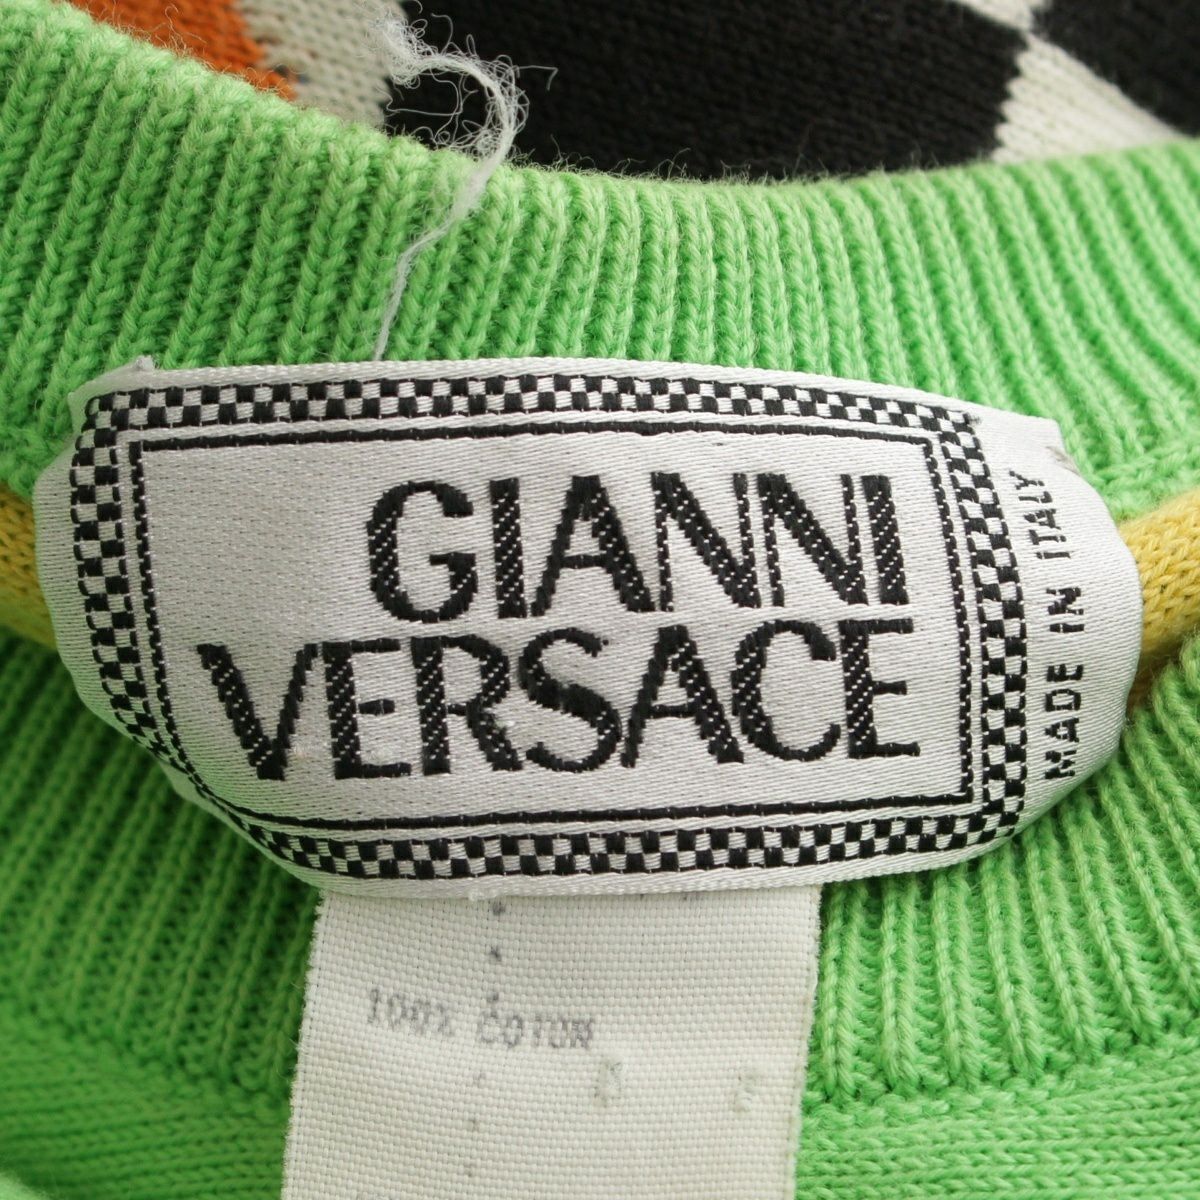 GIANNI
VERSACE
MADE IN ITALY
100% COTON